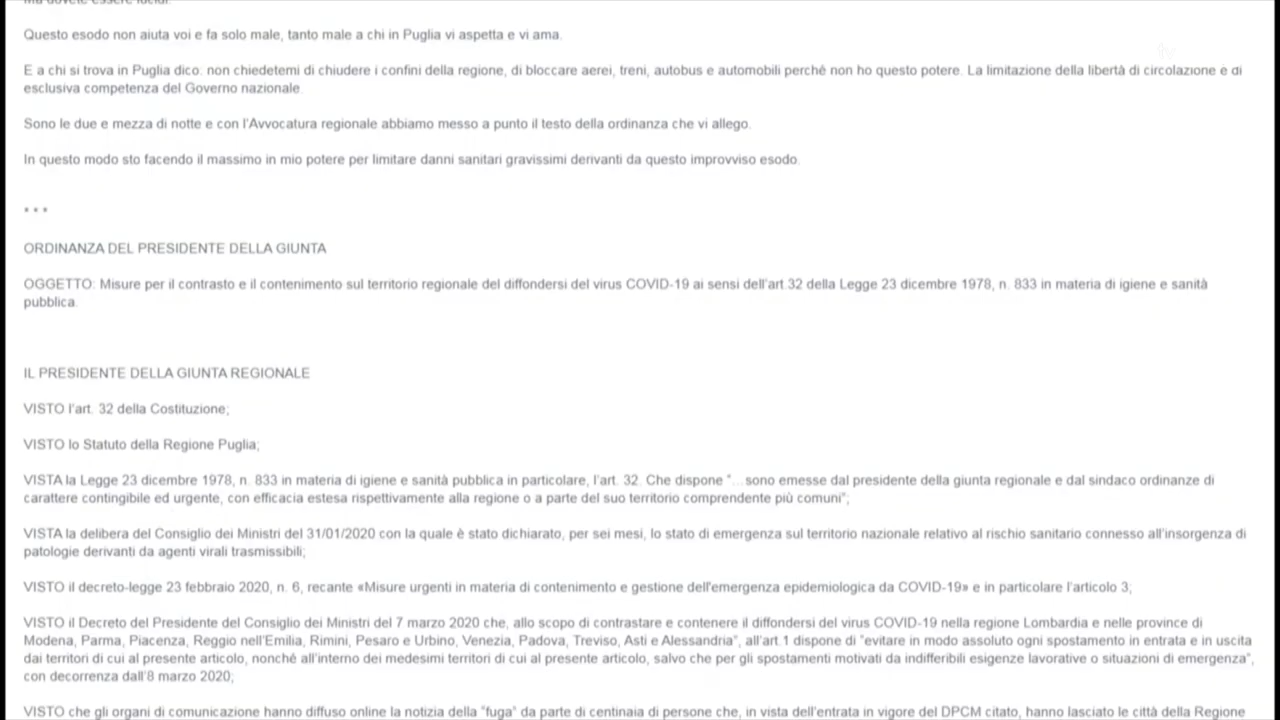 Ma dovete essere lucidi.
Questo esodo non aiuta voi e fa solo male, tanto male a chi in Puglia vi aspetta e vi ama.
E a chi si trova in Puglia dico: non chiedetemi di chiudere i confini della regione, di bloccare aerei, treni, autobus e automobili perché non ho questo potere. La limitazione della libertà di circolazione è di
esclusiva competenza del Governo nazionale.
Sono le due e mezza di notte e con l'Avvocatura regionale abbiamo messo a punto il testo della ordinanza che vi allego.
In questo modo sto facendo il massimo in mio potere per limitare danni sanitari gravissimi derivanti da questo improvviso esodo.
* * *
ORDINANZA DEL PRESIDENTE DELLA GIUNTA
OGGETTO: Misure per il contrasto e il contenimento sul territorio regionale del diffondersi del virus COVID-19 ai sensi dell'art.32 della Legge 23 dicembre 1978, n. 833 in materia di igiene e sanità
pubblica.
IL PRESIDENTE DELLA GIUNTA REGIONALE
VISTO l'art. 32 della Costituzione;
VISTO lo Statuto della Regione Puglia;
VISTA la Legge 23 dicembre 1978, n. 833 in materia di igiene e sanità pubblica in particolare, l'art. 32. Che dispone "…sono emesse dal presidente della giunta regionale e dal sindaco ordinanze di
carattere contingibile ed urgente, con efficacia estesa rispettivamente alla regione o a parte del suo territorio comprendente più comuni";
VISTA la delibera del Consiglio dei Ministri del 31/01/2020 con la quale è stato dichiarato, per sei mesi, lo stato di emergenza sul territorio nazionale relativo al rischio sanitario connesso all'insorgenza di
patologie derivanti da agenti virali trasmissibili;
VISTO il decreto-legge 23 febbraio 2020, n. 6, recante «Misure urgenti in materia di contenimento e gestione dell'emergenza epidemiologica da COVID-19» e in particolare l'articolo 3;
VISTO il Decreto del Presidente del Consiglio dei Ministri del 7 marzo 2020 che, allo scopo di contrastare e contenere il diffondersi del virus COVID-19 nella regione Lombardia e nelle province di
Modena, Parma, Piacenza, Reggio nell'Emilia, Rimini, Pesaro e Urbino, Venezia, Padova, Treviso, Asti e Alessandria", all'art.1 dispone di "evitare in modo assoluto ogni spostamento in entrata e in uscita
dai territori di cui al presente articolo, nonché all'interno dei medesimi territori di cui al presente articolo, salvo che per gli spostamenti motivati da indifferibili esigenze lavorative o situazioni di emergenza",
con decorrenza dall'8 marzo 2020;
VISTO che gli organi di comunicazione hanno diffuso online la notizia della "fuga" da parte di centinaia di persone che, in vista dell'entrata in vigore del DPCM citato, hanno lasciato le città della Regione